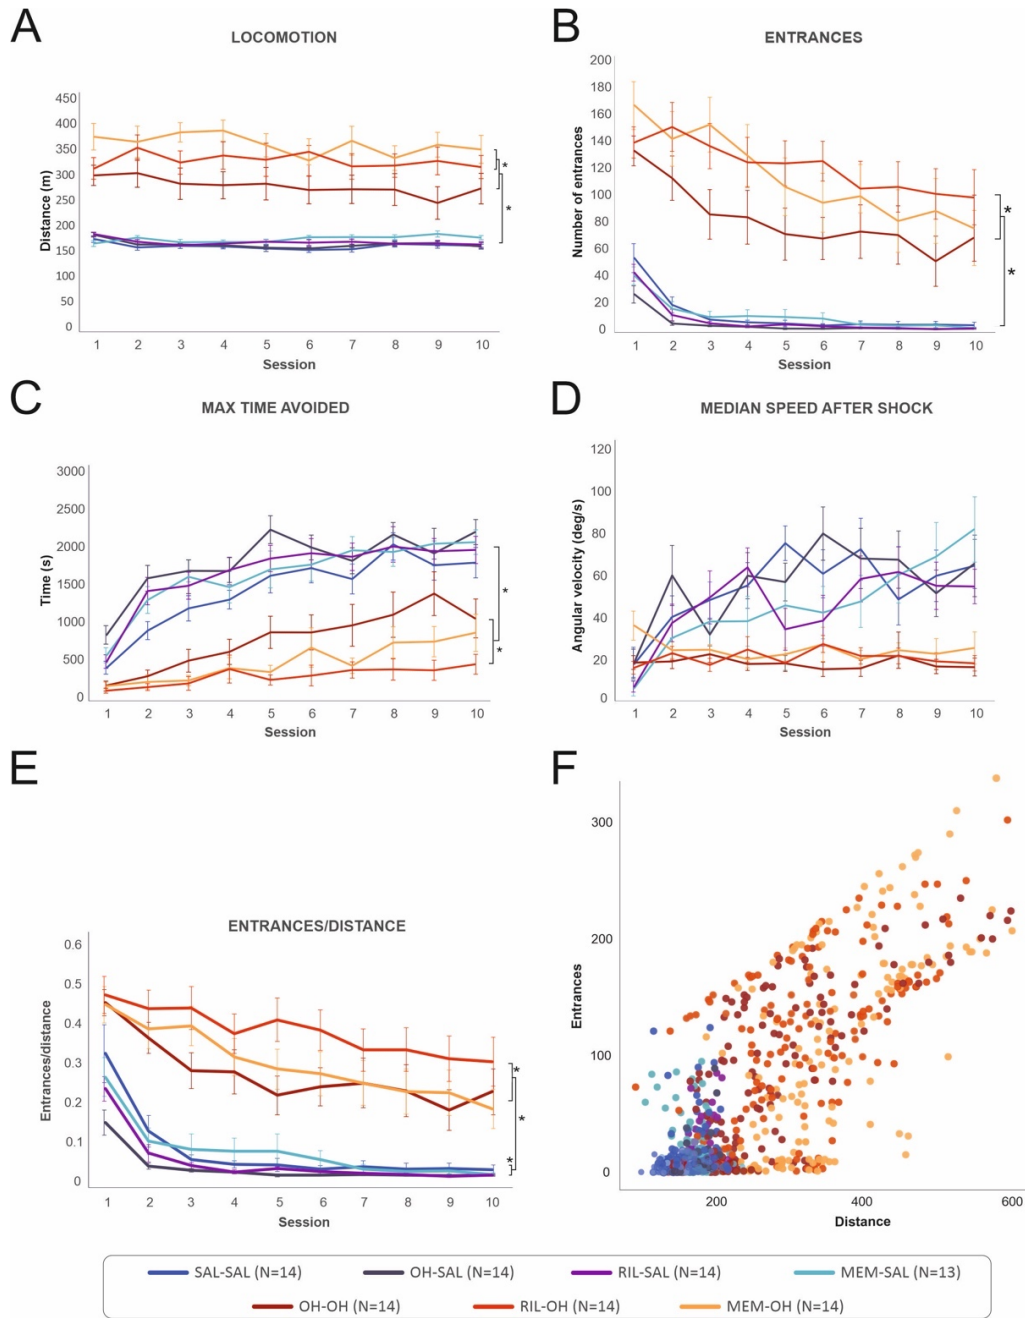 A
LOCOMOTION
Distance (m)
450
400
350
300
250
200
150
100
50
0
*
*
1 2 3 4 5 6 7 8 9 10
Session
B
ENTRANCES
Number of entrances
200
180
160
140
120
100
80
60
40
20
0
*
*
1 2 3 4 5 6 7 8 9 10
Session
C
MAX TIME AVOIDED
Time (s)
3000
2500
2000
1500
1000
500
0
*
*
1 2 3 4 5 6 7 8 9 10
Session
D
MEDIAN SPEED AFTER SHOCK
Angular velocity (deg/s)
120
100
80
60
40
20
0
1 2 3 4 5 6 7 8 9 10
Session
E
ENTRANCES/DISTANCE
Entrances/distance
0.6
0.5
0.4
0.3
0.2
0.1
0
*
*
*
1 2 3 4 5 6 7 8 9 10
Session
F
Entrances
300
200
100
0
200 400 600
Distance
SAL-SAL (N=14) OH-SAL (N=14) RIL-SAL (N=14) MEM-SAL (N=13)
OH-OH (N=14) RIL-OH (N=14) MEM-OH (N=14)